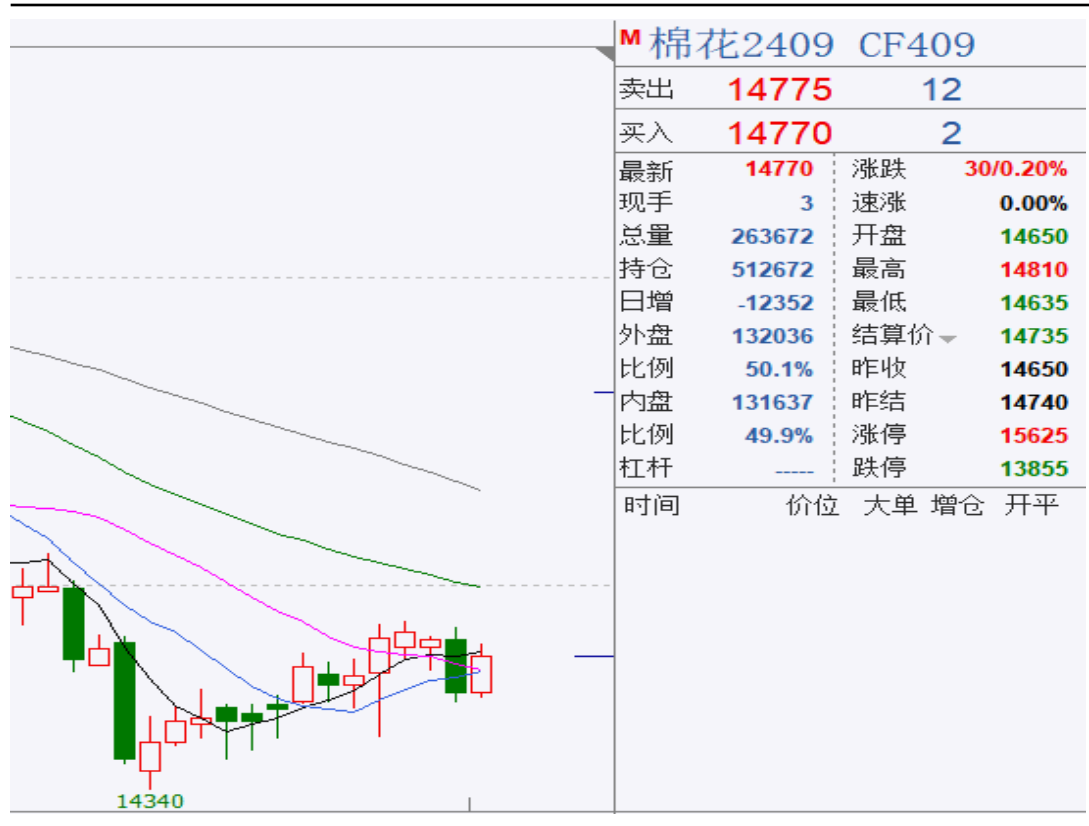 M 棉花2409 CF409
卖出 14775 12
买入 14770 2
最新 14770 涨跌 30/0.20%
现手 3 速涨 0.00%
总量 263672 开盘 14650
持仓 512672 最高 14810
日增 -12352 最低 14635
外盘 132036 结算价 14735
比例 50.1% 昨收 14650
内盘 131637 昨结 14740
比例 49.9% 涨停 15625
杠杆 ----- 跌停 13855
时间 价位 大单 增仓 开平
14340